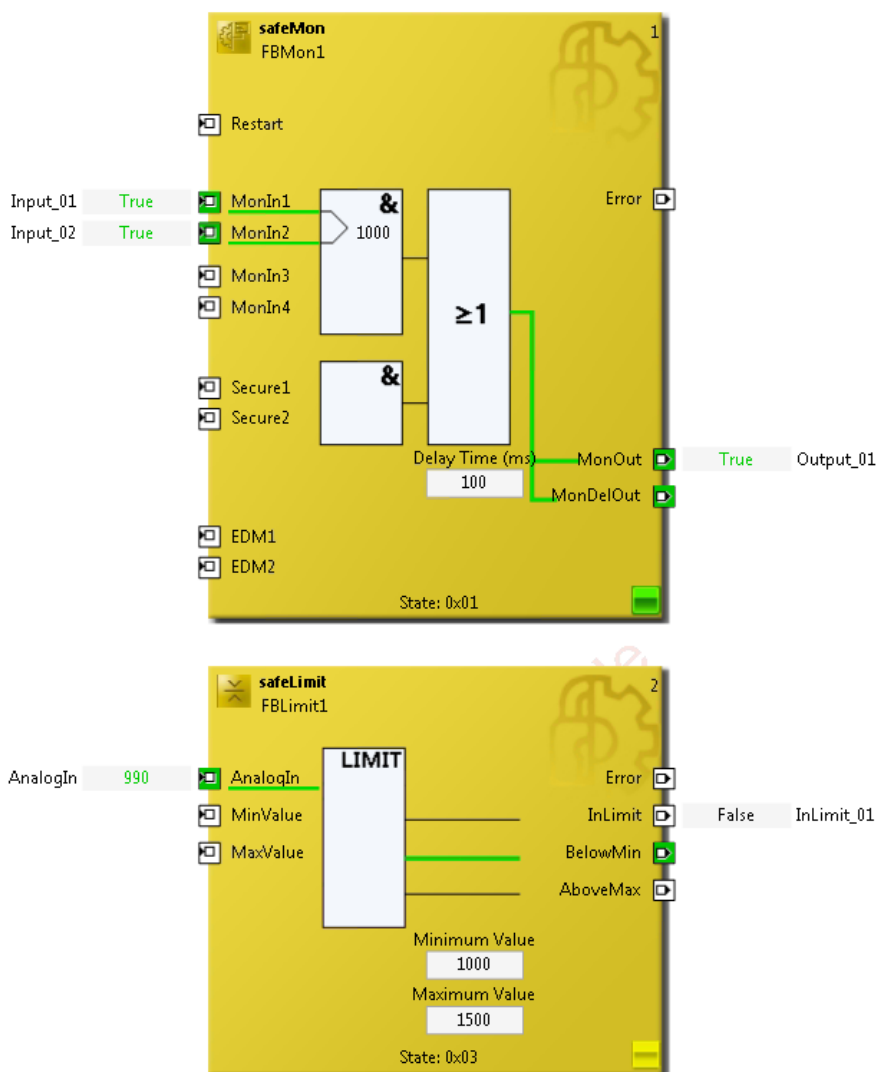 safeMon
1
FBMon1
Restart
Input_01 True MonIn1 & Error
Input_02 True MonIn2 1000
MonIn3
MonIn4
≥1
Secure1 &
Secure2
Delay Time (ms) MonOut True Output_01
100 MonDelOut
EDM1
EDM2
State: 0x01
safeLimit
2
FBLimit1
LIMIT
AnalogIn 990 AnalogIn Error
MinValue InLimit False InLimit_01
MaxValue BelowMin
AboveMax
Minimum Value
1000
Maximum Value
1500
State: 0x03